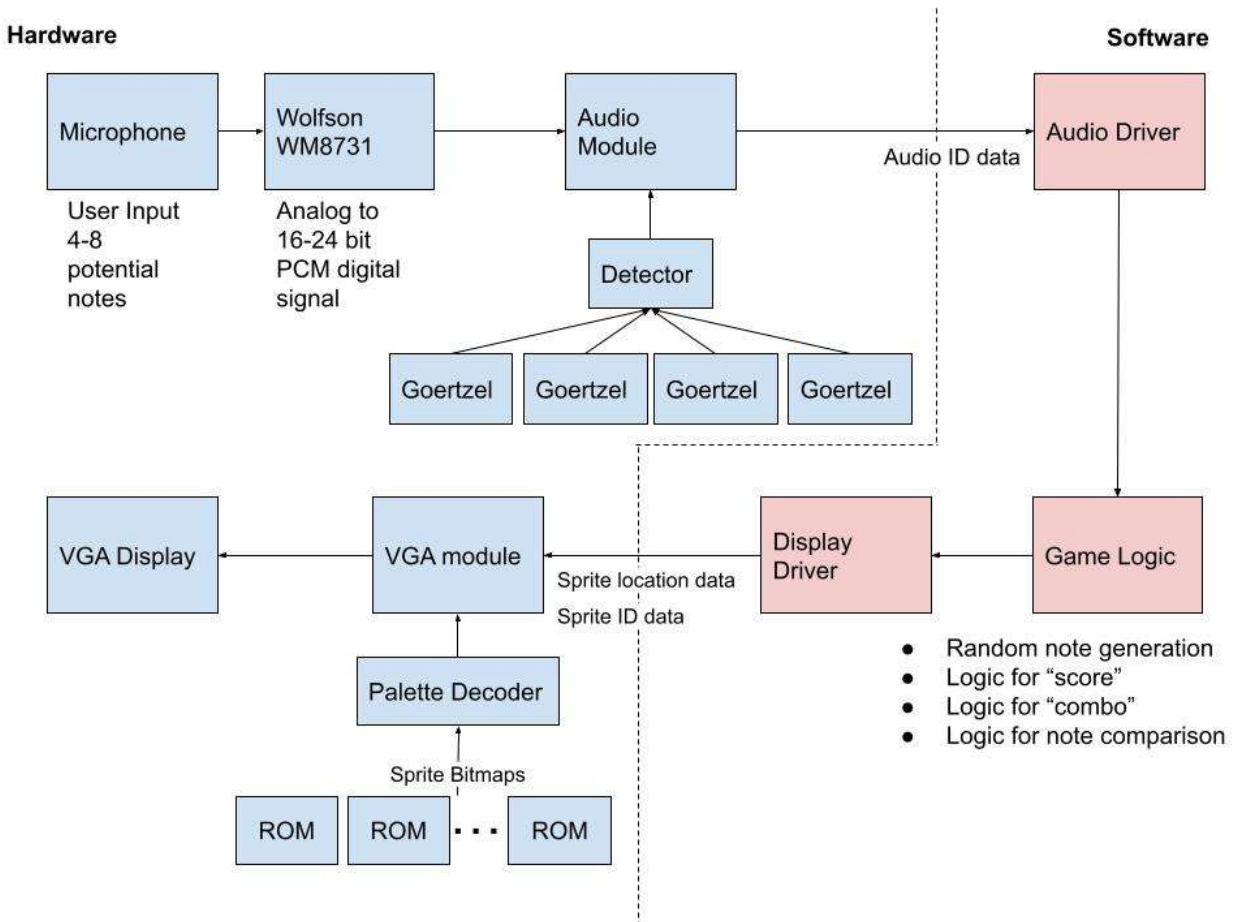 Hardware
Software
Microphone
Wolfson
WM8731
Audio
Module
Audio Driver
Audio ID data
User Input
4-8
potential
notes
Analog to
16-24 bit
PCM digital
signal
Detector
Goertzel
Goertzel
Goertzel
Goertzel
VGA Display
VGA module
Display
Driver
Game Logic
Sprite location data
Sprite ID data
● Random note generation
● Logic for “score”
● Logic for “combo”
● Logic for note comparison
Palette Decoder
Sprite Bitmaps
ROM
ROM
...
ROM